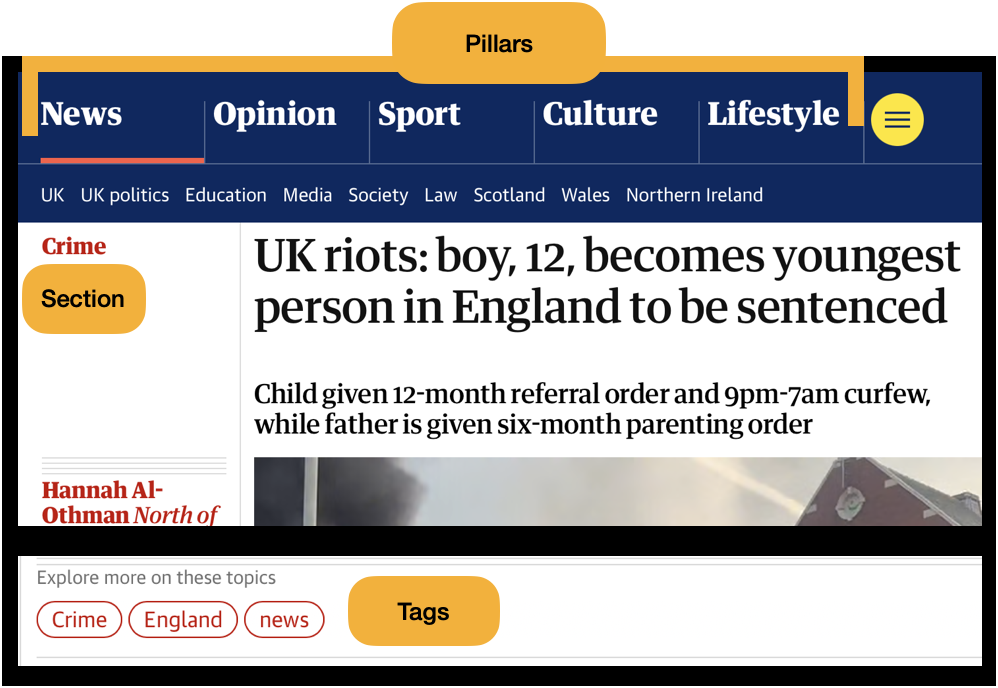 Pillars
News Opinion Sport Culture Lifestyle
UK UK politics Education Media Society Law Scotland Wales Northern Ireland
Crime
Section
UK riots: boy, 12, becomes youngest
person in England to be sentenced
Child given 12-month referral order and 9pm-7am curfew,
while father is given six-month parenting order
Hannah Al-
Othman North of
Explore more on these topics
Crime England news
Tags